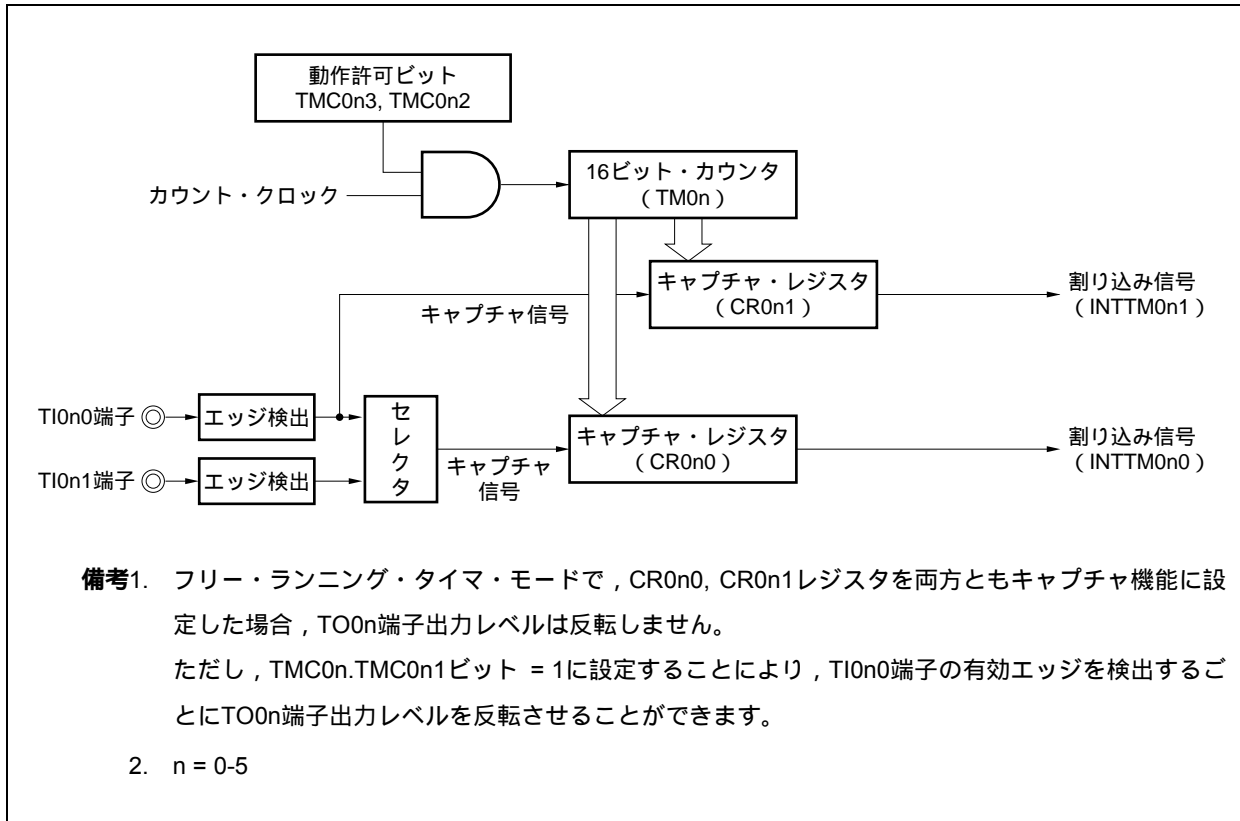 動作許可ビット
TMC0n3, TMC0n2
カウント・クロック
16ビット・カウンタ
（TM0n）
キャプチャ・レジスタ
（CR0n1）
割り込み信号
（INTTM0n1）
キャプチャ信号
TI0n0端子
エッジ検出
セレクタ
キャプチャ・レジスタ
（CR0n0）
割り込み信号
（INTTM0n0）
キャプチャ
信号
TI0n1端子
エッジ検出
備考1. フリー・ランニング・タイマ・モードで，CR0n0, CR0n1レジスタを両方ともキャプチャ機能に設
定した場合，TO0n端子出力レベルは反転しません。
ただし，TMC0n.TMC0n1ビット = 1に設定することにより，TI0n0端子の有効エッジを検出するご
とにTO0n端子出力レベルを反転させることができます。
2. n = 0-5